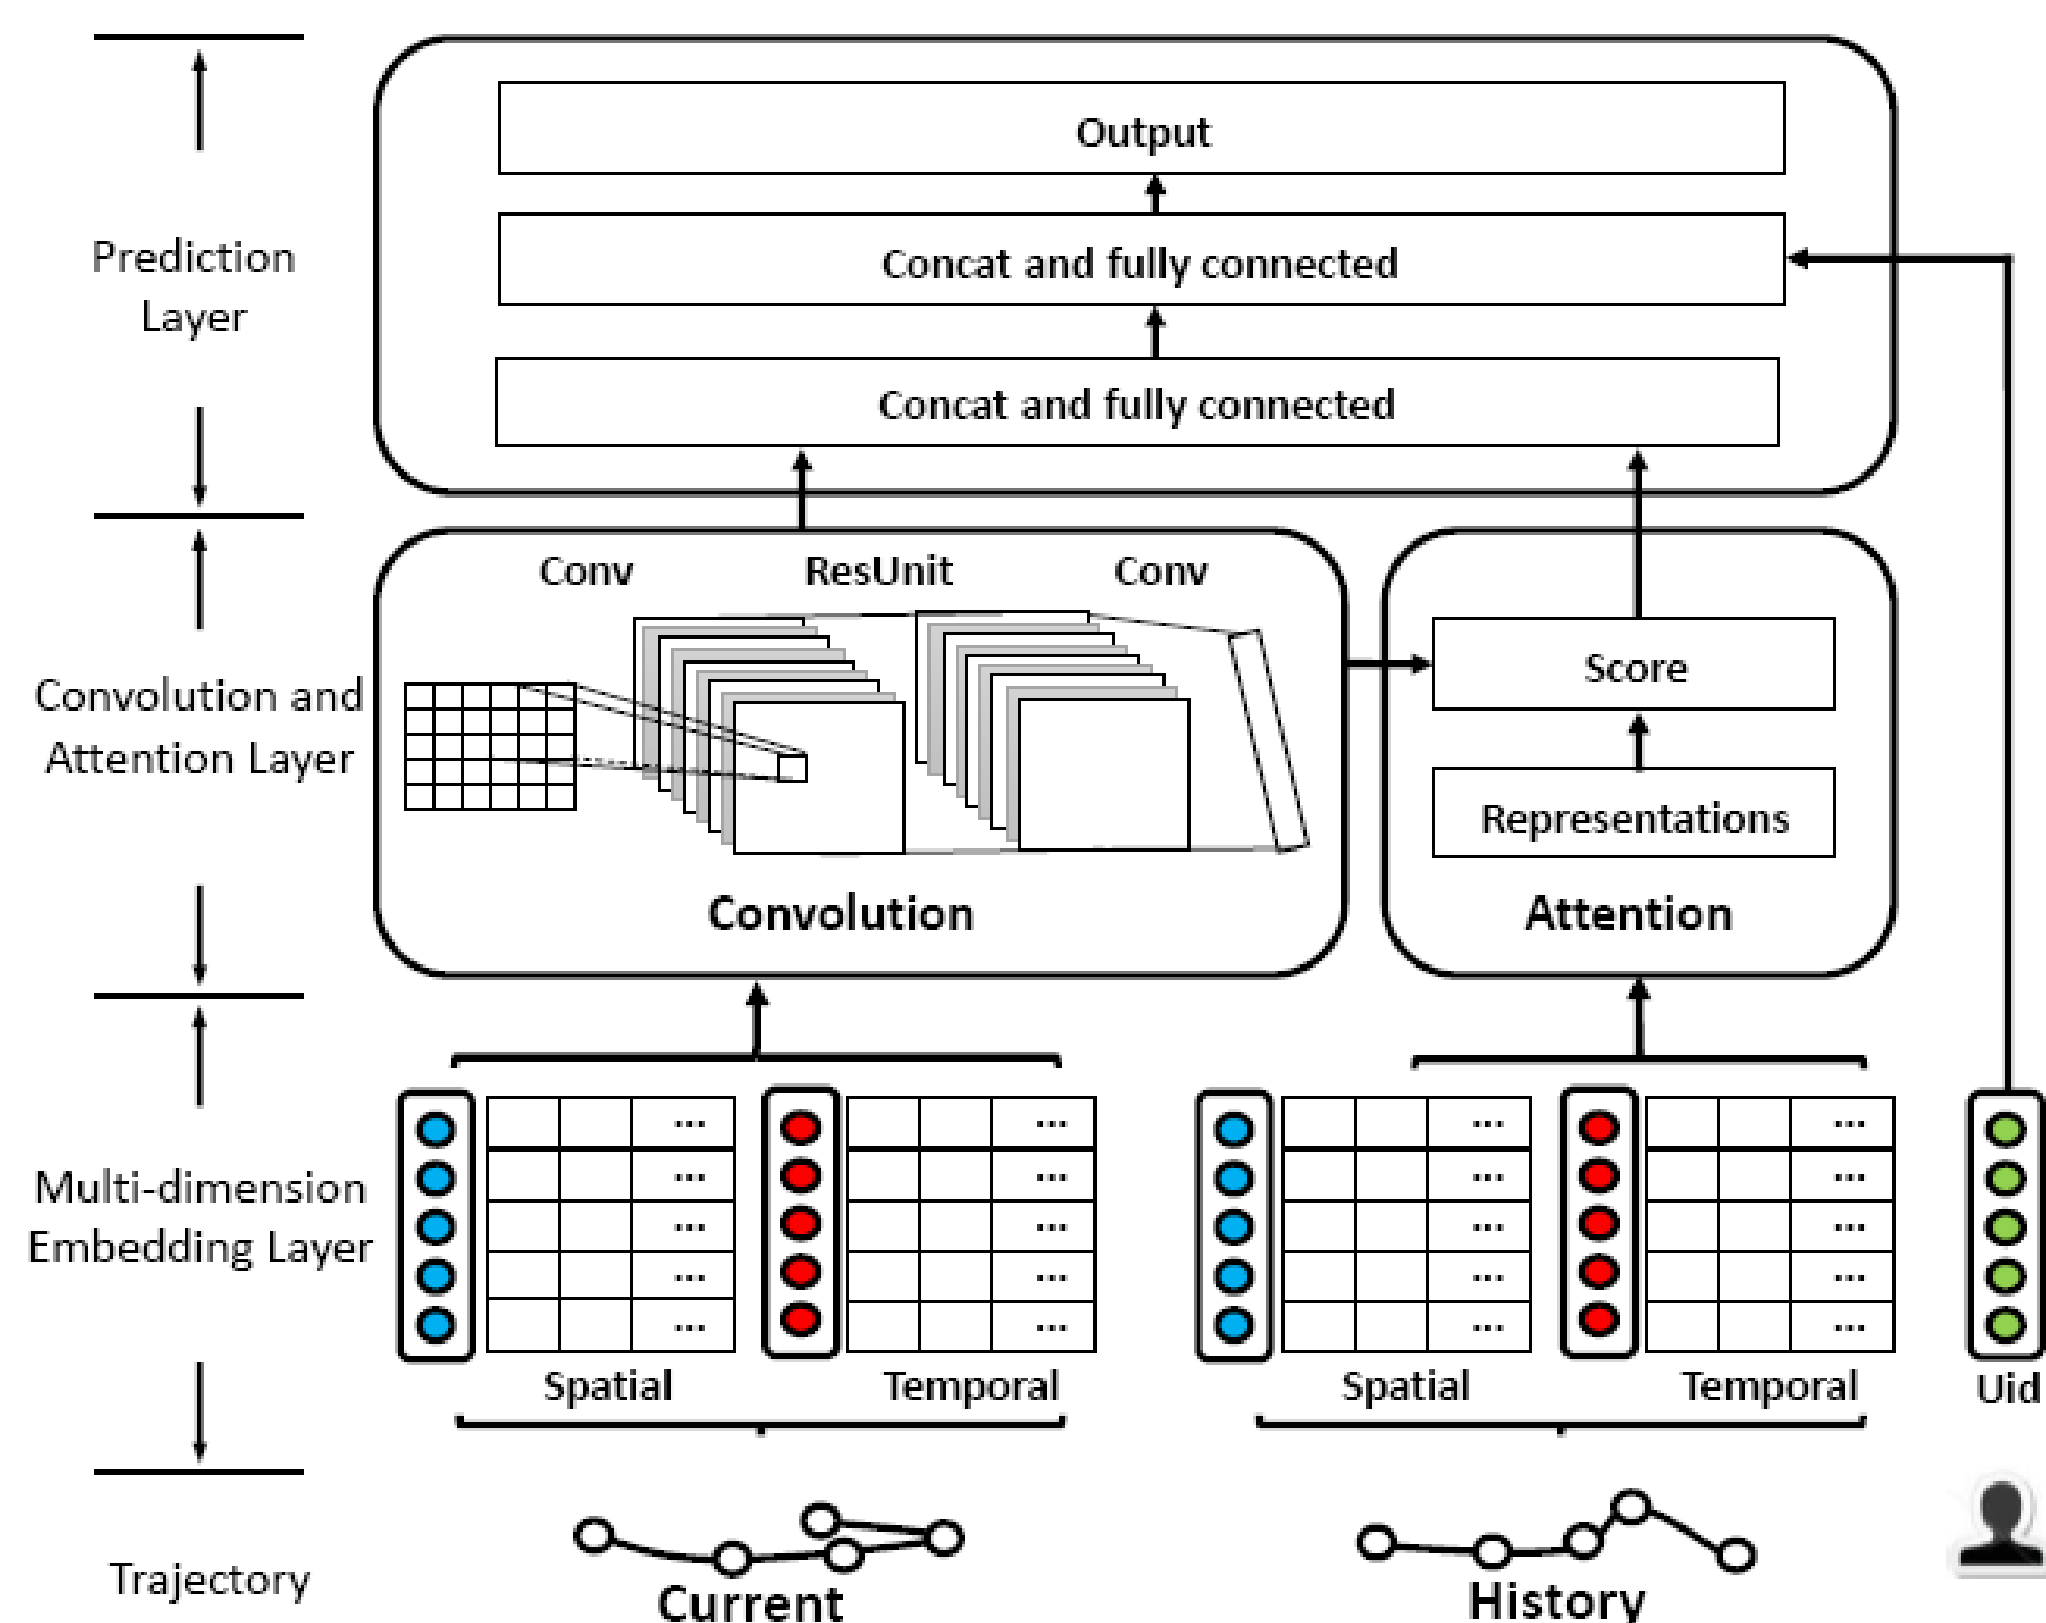 Output
Concat and fully connected
Prediction
Layer
Concat and fully connected
Conv ResUnit Conv
Convolution and
Attention Layer
Score
Representations
Convolution
Attention
... ... ... ...
... ... ... ...
... ... ... ...
... ... ... ...
... ... ... ...
Multi-dimension
Embedding Layer
Spatial Temporal Spatial Temporal Uid
Trajectory
Current History